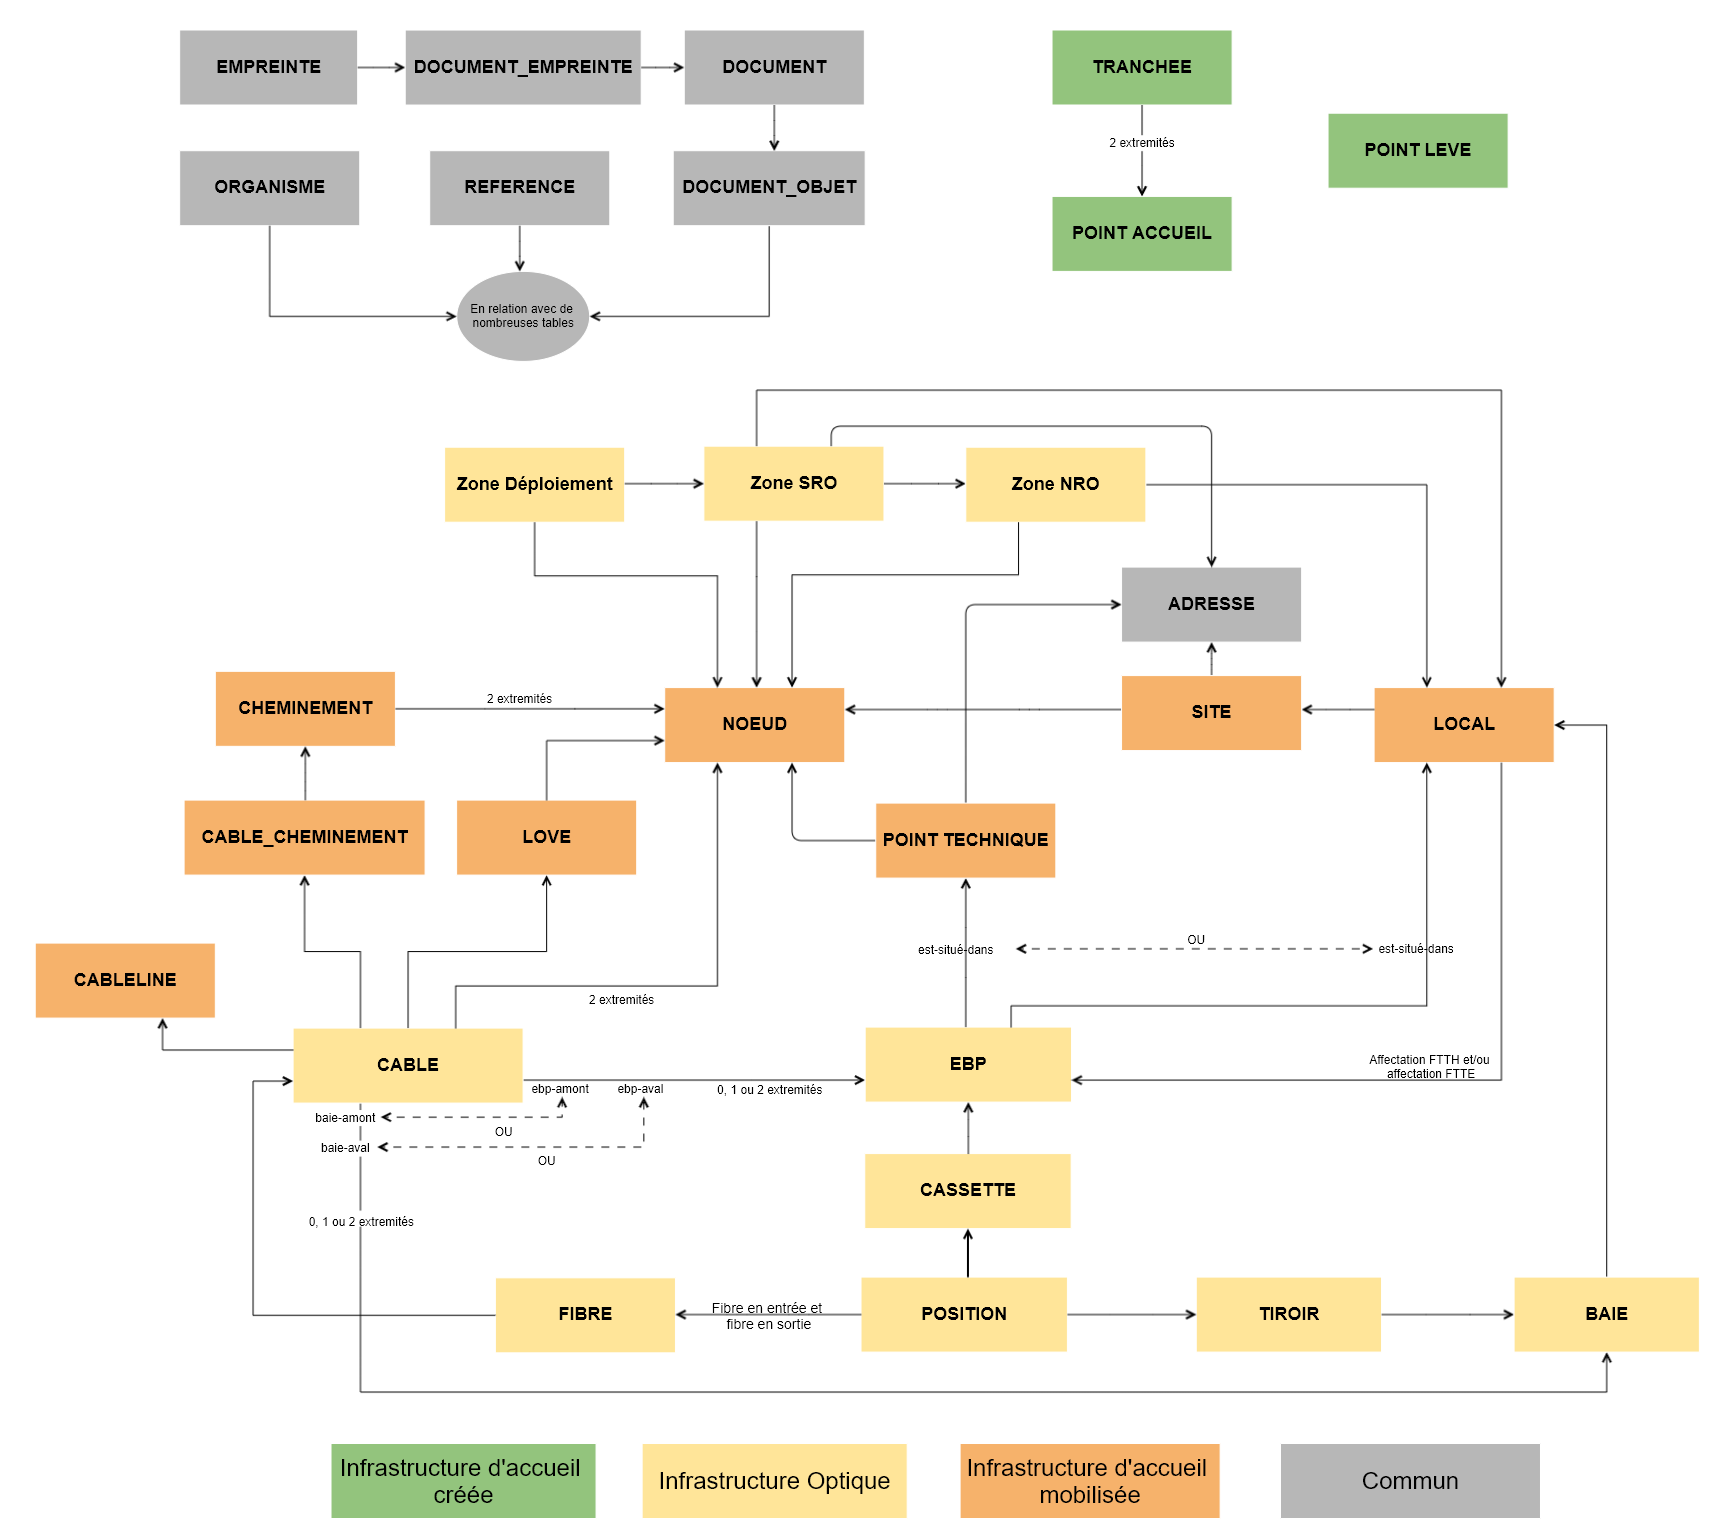 EMPREINTE
DOCUMENT_EMPREINTE
DOCUMENT
TRANCHEE
2 extremités
POINT LEVE
ORGANISME
REFERENCE
DOCUMENT_OBJET
POINT ACCUEIL
En relation avec de
nombreuses tables
Zone Déploiement
Zone SRO
Zone NRO
ADRESSE
CHEMINEMENT
2 extremités
NOEUD
SITE
LOCAL
CABLE_CHEMINEMENT
LOVE
POINT TECHNIQUE
est-situé-dans
OU
est-situé-dans
CABLELINE
2 extremités
CABLE
EBP
Affectation FTTH et/ou
affectation FTTE
ebp-amont
ebp-aval
0, 1 ou 2 extremités
baie-amont
OU
baie-aval
OU
CASSETTE
0, 1 ou 2 extremités
FIBRE
Fibre en entrée et
fibre en sortie
POSITION
TIROIR
BAIE
Infrastructure d'accueil
créée
Infrastructure Optique
Infrastructure d'accueil
mobilisée
Commun